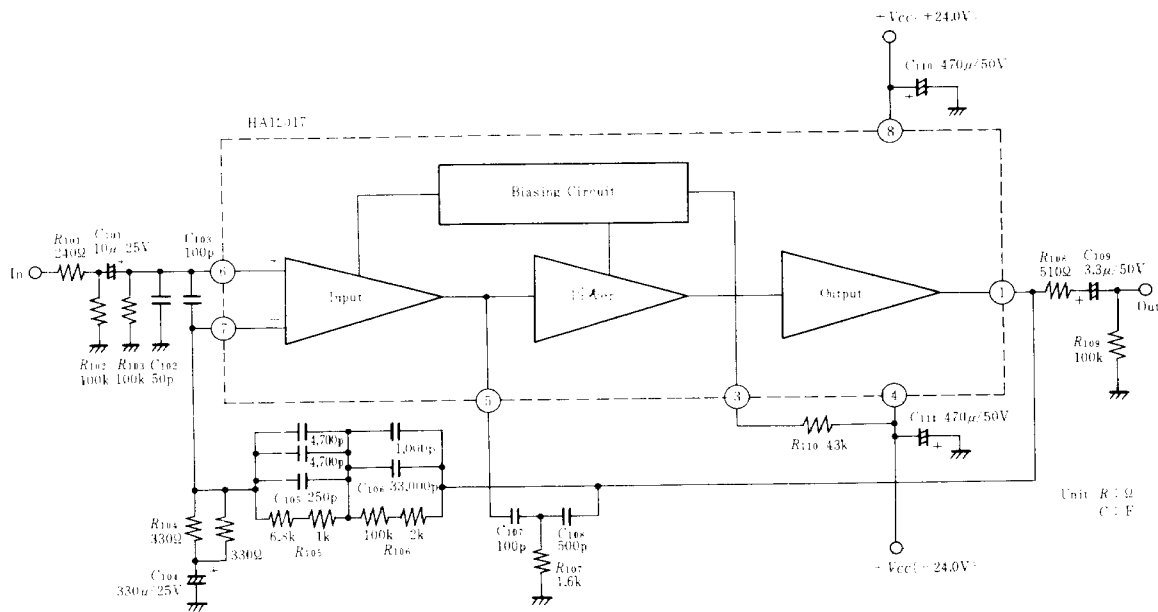 +Vcc(+24.0V)
C110 470μ/50V
HA12017
8
Biasing Circuit
R101
240Ω
C101
10μ/25V
C103
100p
In
6
7
Input
Output
1
R108
510Ω
C109
3.3μ/50V
Out
R109
100k
R102
100k
R103
100k
C102
50p
5
3
4
C111 470μ/50V
R110 43k
4,700p
4,700p
1,000p
C105 250p
C106 33,000p
6.8k
1k
100k
2k
R105
R106
R104
330Ω
330Ω
C104
330μ/25V
C107
100p
C108
500p
R107
1.6k
Unit R : Ω
C : F
-Vcc(-24.0V)